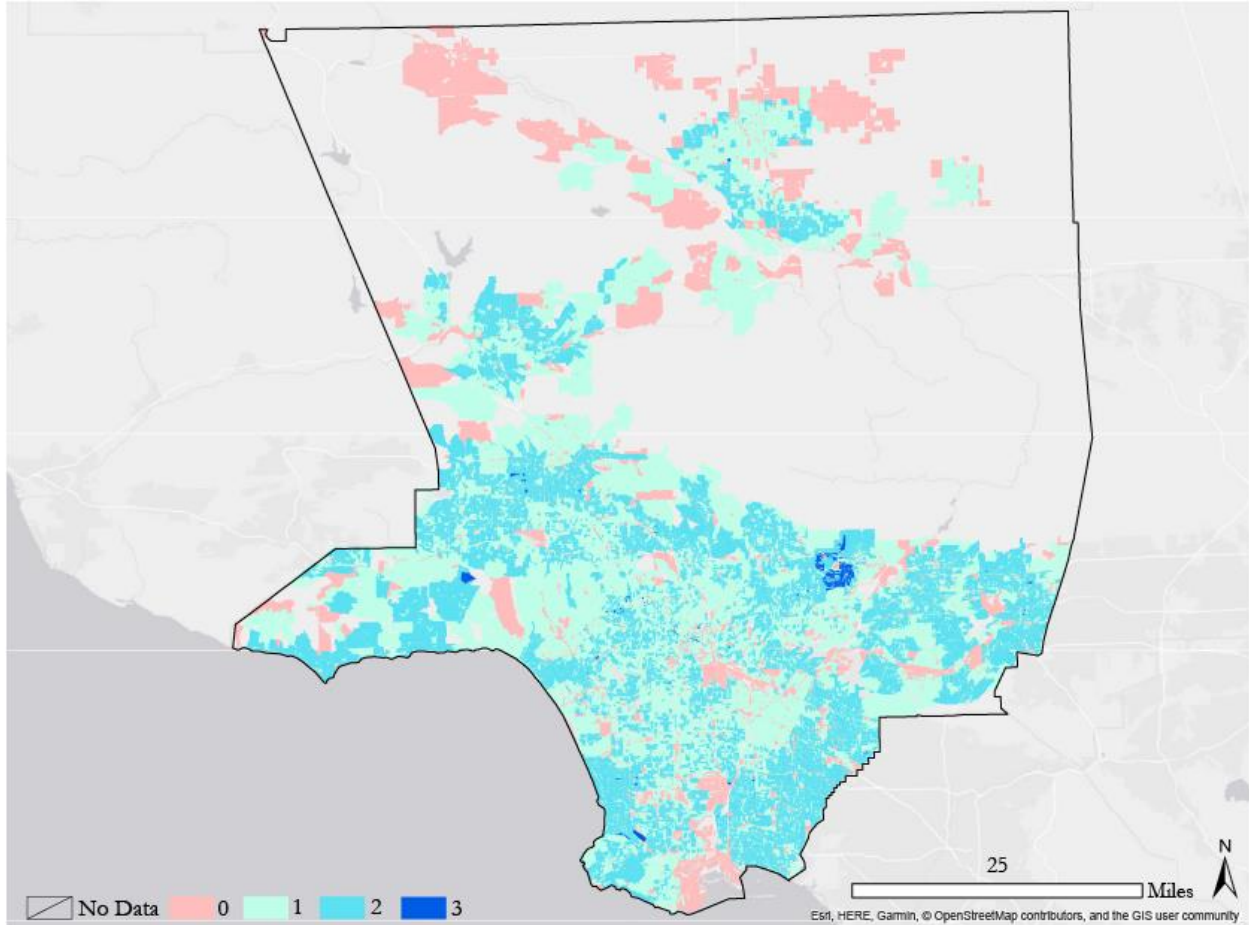 N
25
Miles
No Data 0 1 2 3
Esri, HERE, Garmin, © OpenStreetMap contributors, and the GIS user community